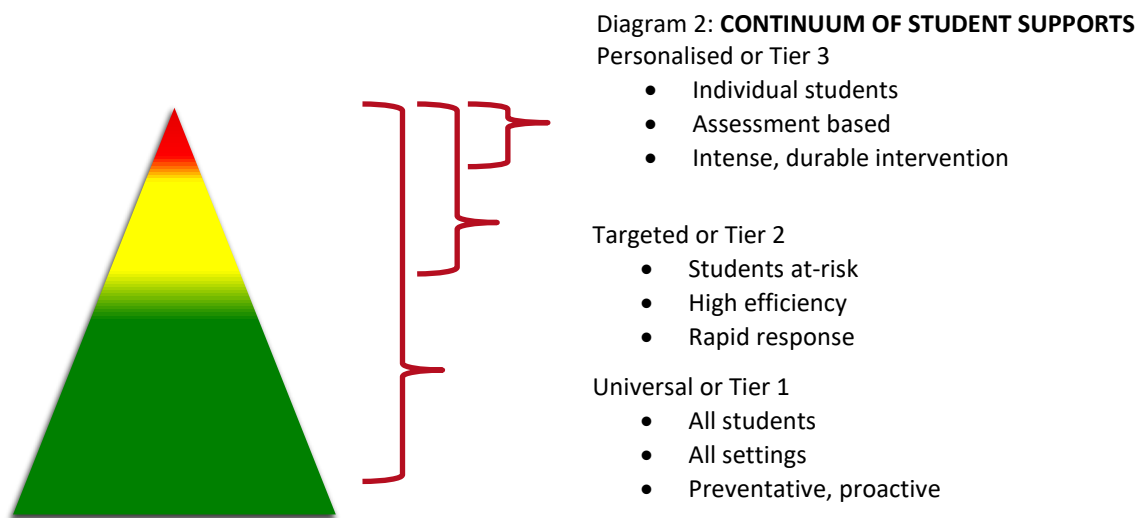 Diagram 2: CONTINUUM OF STUDENT SUPPORTS
Personalised or Tier 3
• Individual students
• Assessment based
• Intense, durable intervention
Targeted or Tier 2
• Students at-risk
• High efficiency
• Rapid response
Universal or Tier 1
• All students
• All settings
• Preventative, proactive